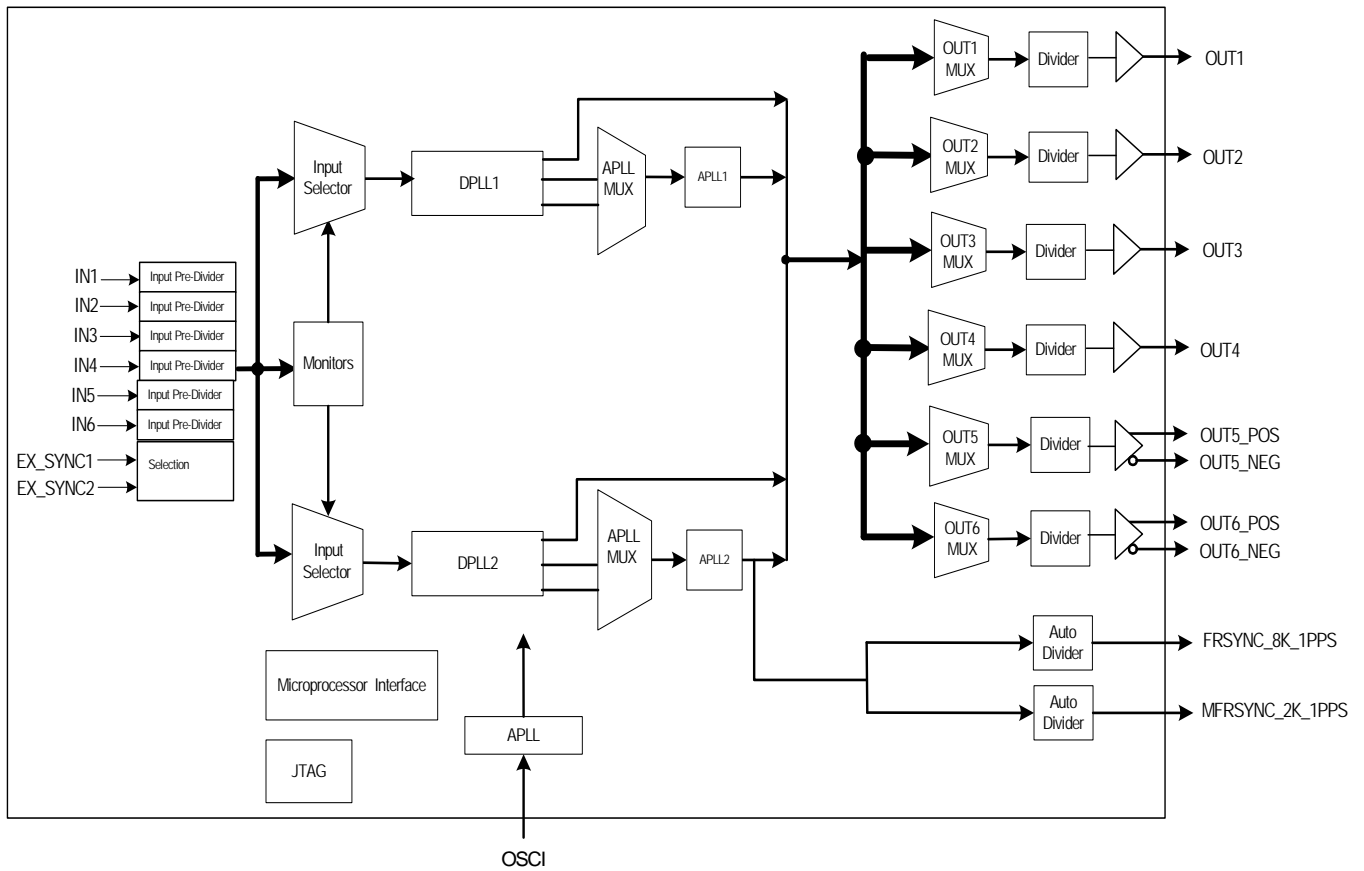 OUT1
MUX
Divider
OUT1
OUT2
MUX
Divider
OUT2
OUT3
MUX
Divider
OUT3
OUT4
MUX
Divider
OUT4
OUT5
MUX
Divider
OUT5_POS
OUT5_NEG
OUT6
MUX
Divider
OUT6_POS
OUT6_NEG
Input
Selector
DPLL1
APLL
MUX
APLL1
IN1
Input Pre-Divider
IN2
Input Pre-Divider
IN3
Input Pre-Divider
IN4
Input Pre-Divider
IN5
Input Pre-Divider
IN6
Input Pre-Divider
EX_SYNC1
EX_SYNC2
Selection
Monitors
Input
Selector
DPLL2
APLL
MUX
APLL2
Auto
Divider
FRSYNC_8K_1PPS
Auto
Divider
MFRSYNC_2K_1PPS
Microprocessor Interface
JTAG
APLL
OSCI